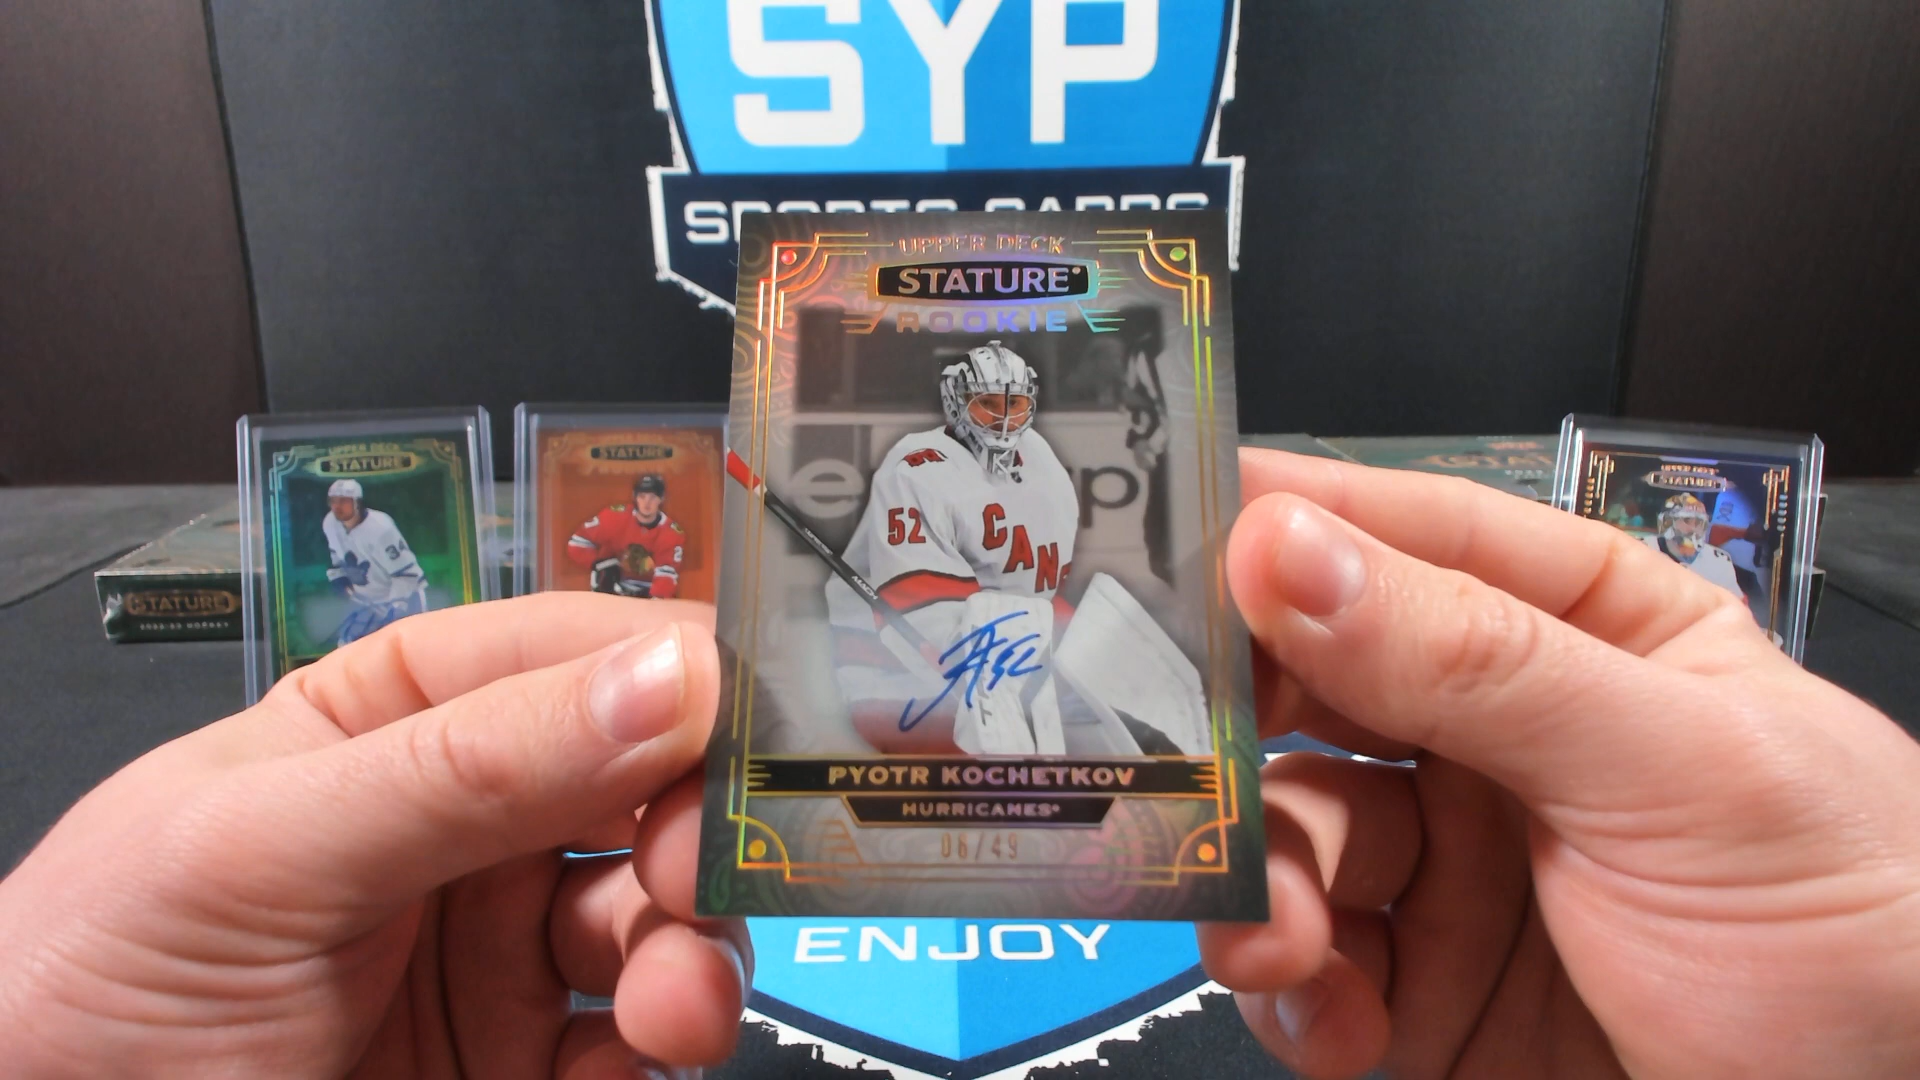 SYP
SPORTS CARDS
UPPER DECK
STATURE
ROOKIE
52
CAN
PYOTR KOCHETKOV
HURRICANES
06/49
UPPER DECK
STATURE
34
STATURE
2
UPPER DECK
STATURE
STATURE
2022-23 HOCKEY
ENJOY